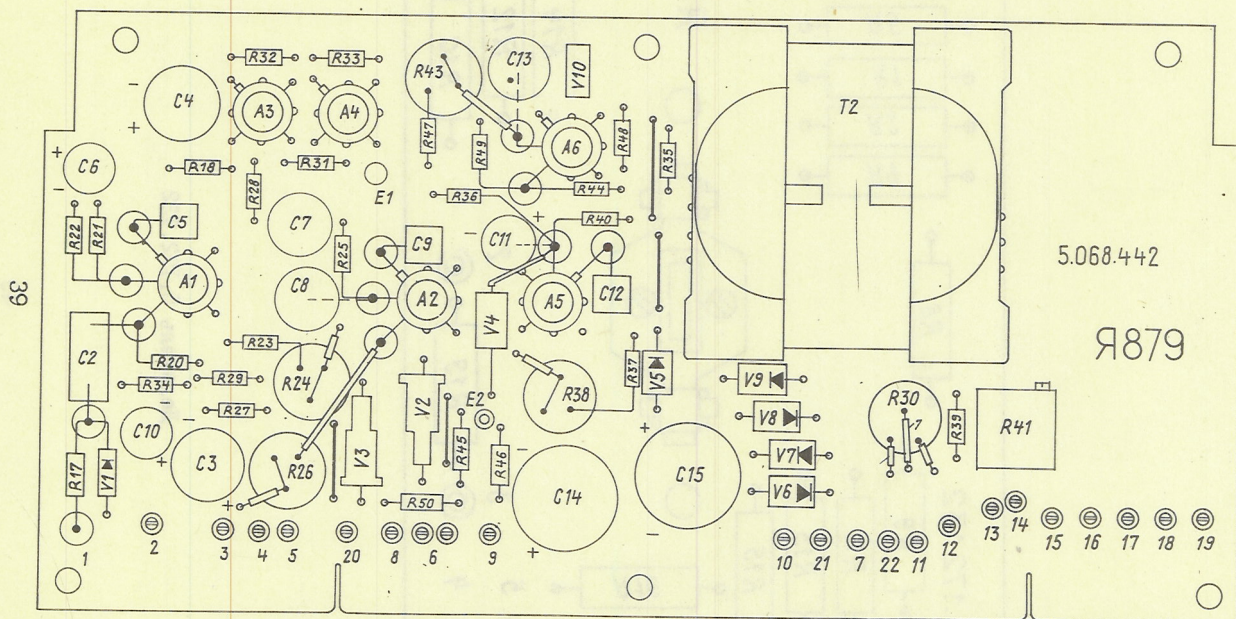 R32 R33 R43 C13 V10
C4 A3 A4 T2
R47 R49 A6 R48 R35
C6 R18 R31 R28 E1 R44
R36
R22 R21 C5 C7 R25 C9 C11 R40
5.068.442
A1 C8 A2 A5 C12
39
V4
C2 R23 R20 R24 R37 V5 Я879
R34 R29 V9
R27 V2 E2 R38 V8 R30 R39 R41
7
C10 C3 R26 V3 R45 R46 V7
R17 V1 C14 C15 V6
R50
1 2 3 4 5 20 8 6 4 9 10 21 7 22 11 12 13 14 15 16 17 18 19
+ −